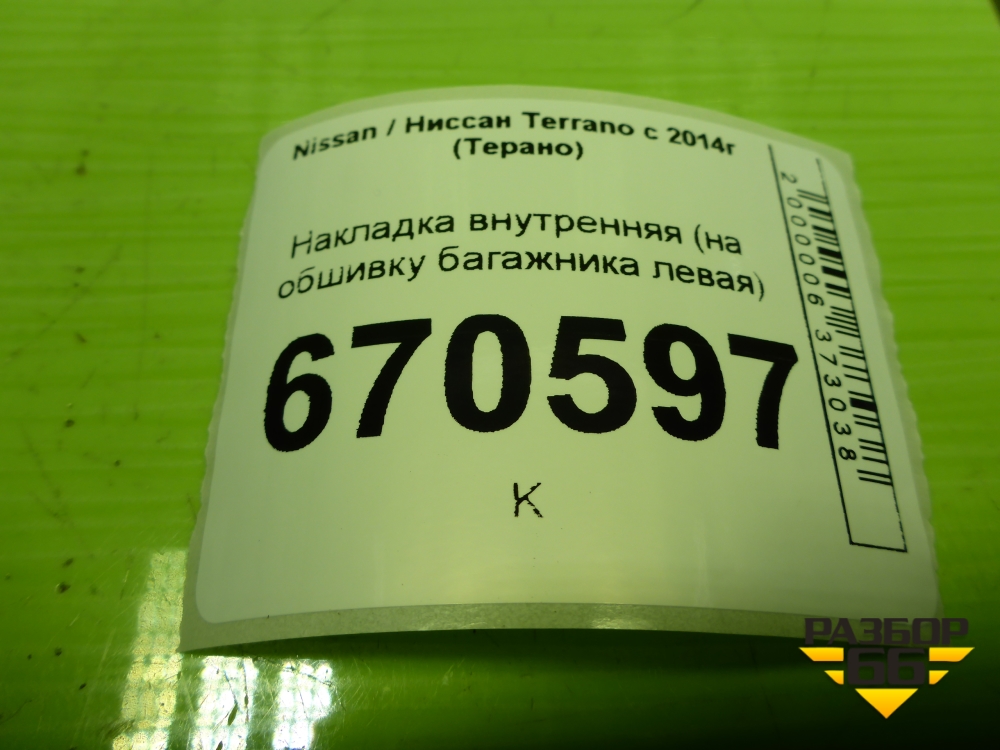 Nissan / Ниссан Terrano с 2014г
(Терано)
Накладка внутренняя (на
обшивку багажника левая)
670597
К
2000006373038
РАЗБОР
66